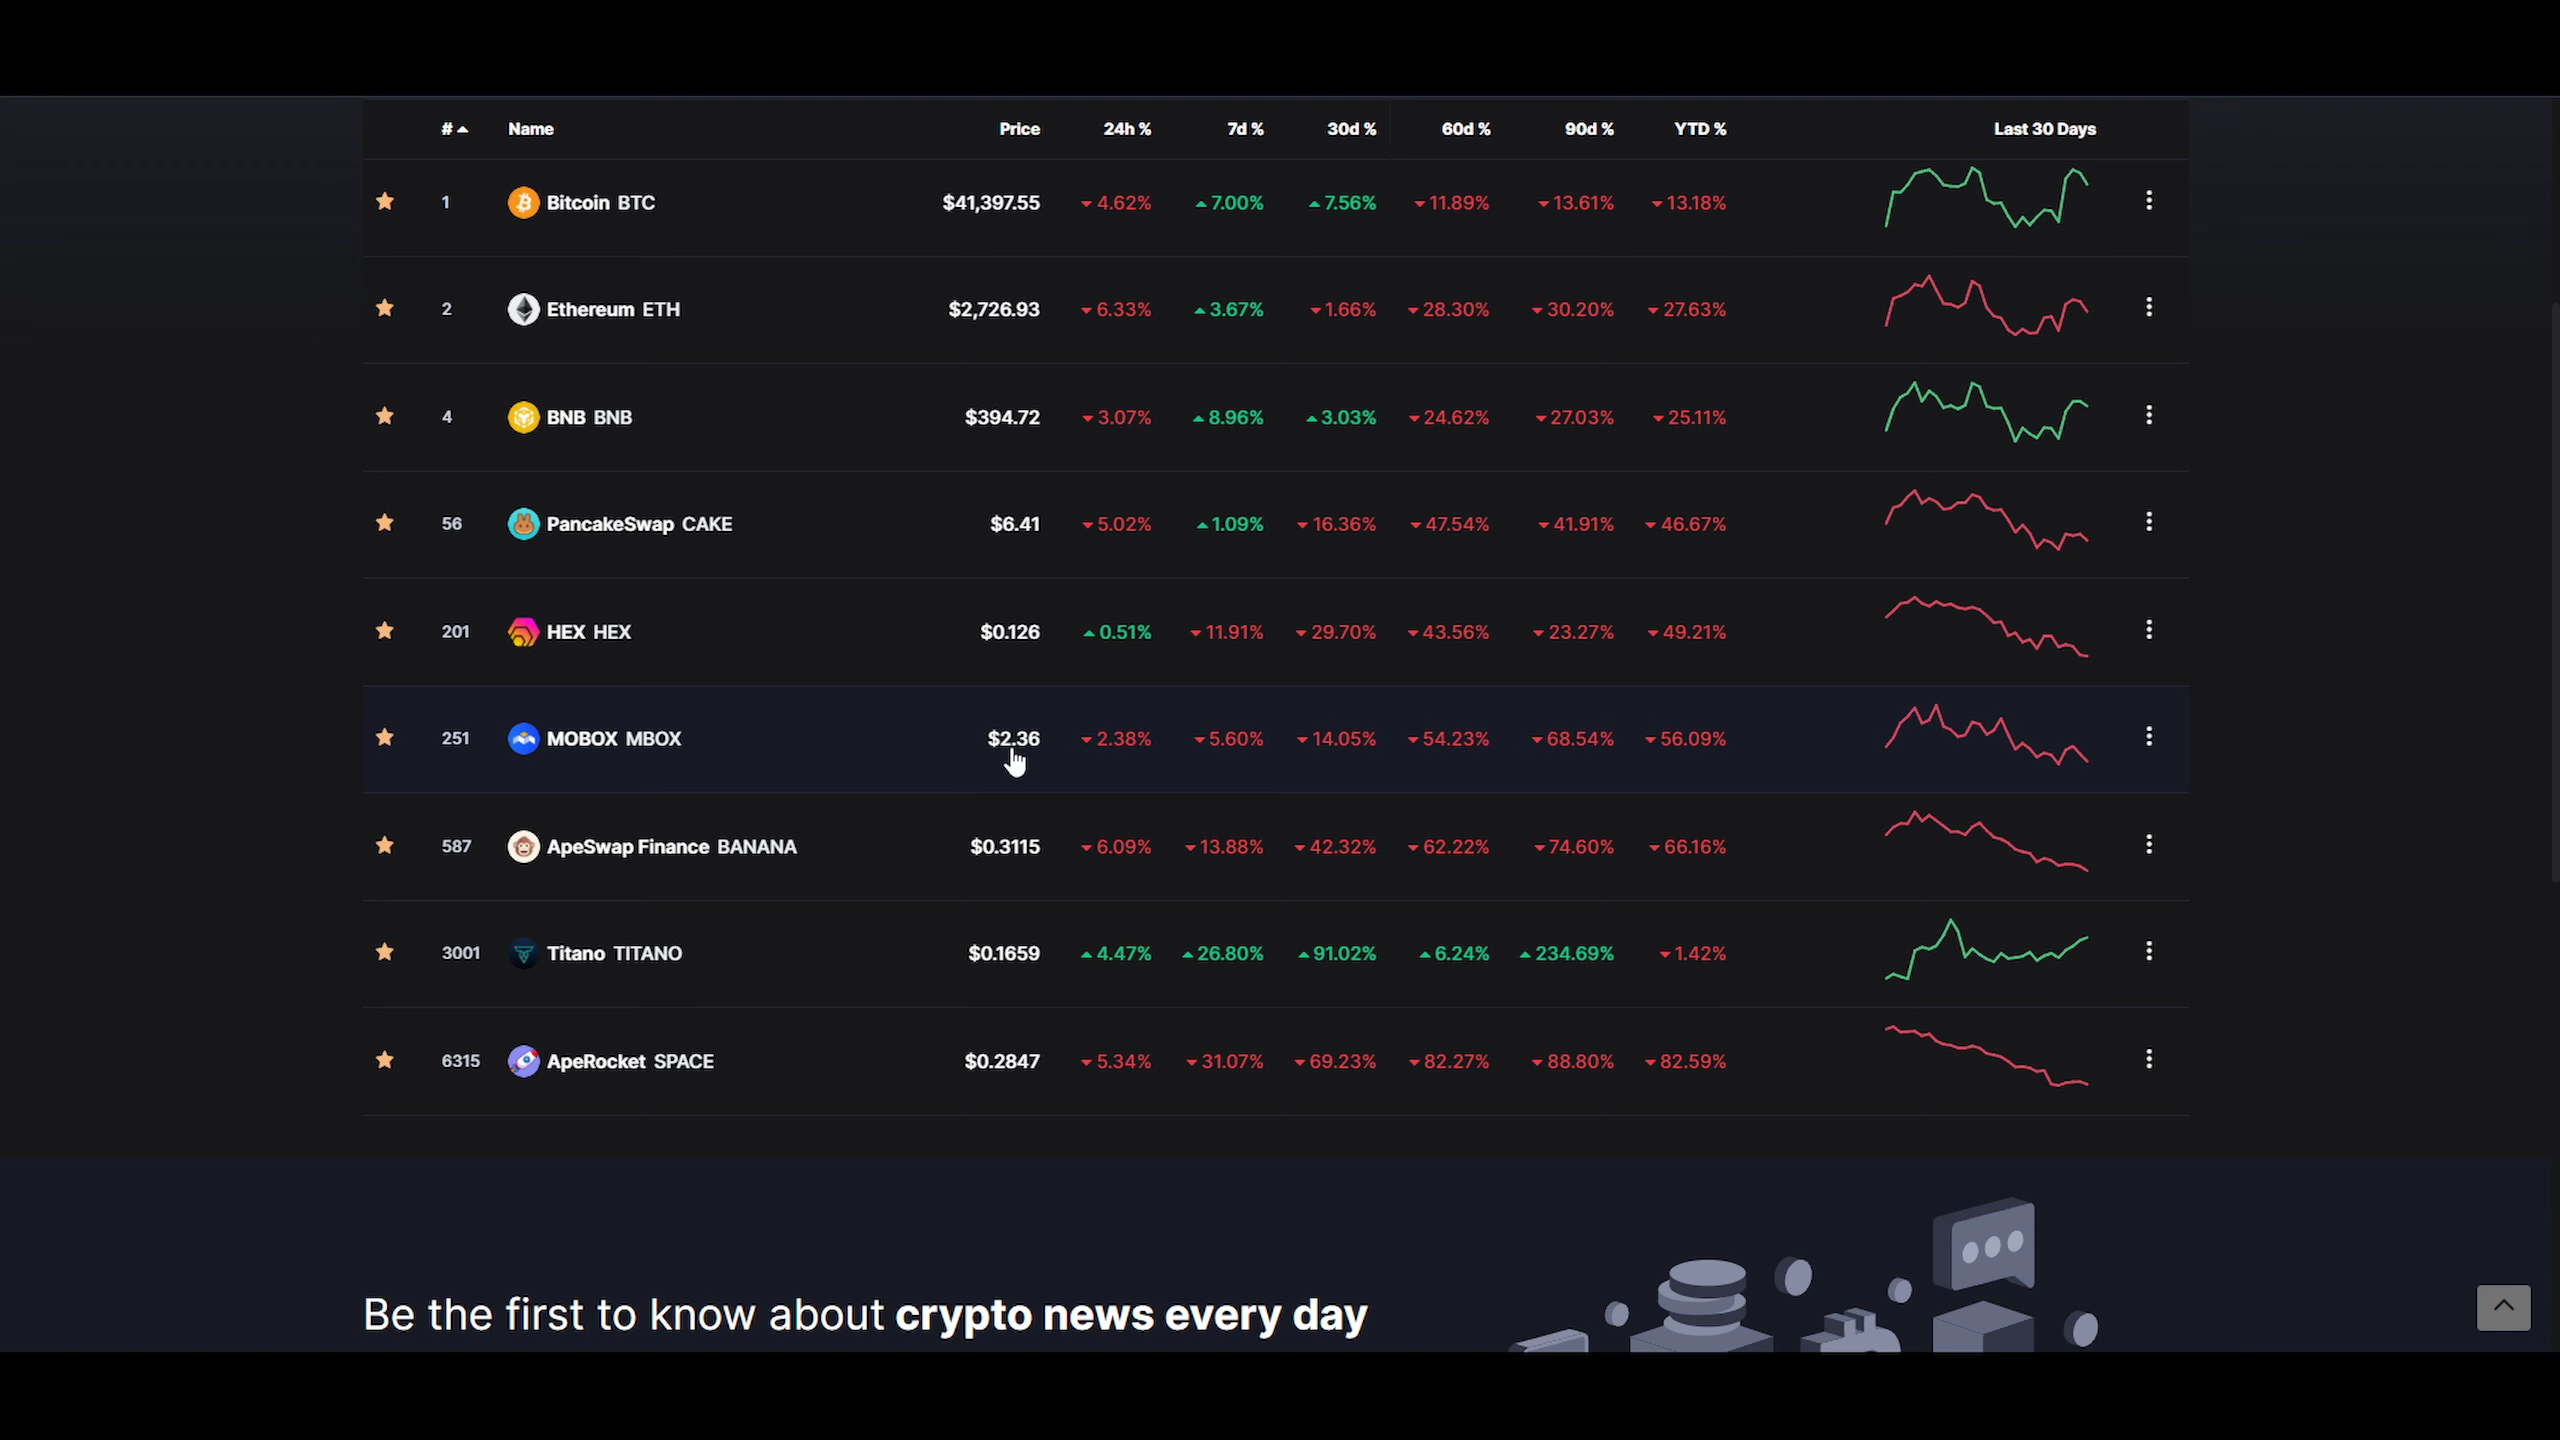 # Name Price 24h % 7d % 30d % 60d % 90d % YTD % Last 30 Days
1 Bitcoin BTC $41,397.55 4.62% 7.00% 7.56% 11.89% 13.61% 13.18%
2 Ethereum ETH $2,726.93 6.33% 3.67% 1.66% 28.30% 30.20% 27.63%
4 BNB BNB $394.72 3.07% 8.96% 3.03% 24.62% 27.03% 25.11%
56 PancakeSwap CAKE $6.41 5.02% 1.09% 16.36% 47.54% 41.91% 46.67%
201 HEX HEX $0.126 0.51% 11.91% 29.70% 43.56% 23.27% 49.21%
251 MOBOX MBOX $2.36 2.38% 5.60% 14.05% 54.23% 68.54% 56.09%
587 ApeSwap Finance BANANA $0.3115 6.09% 13.88% 42.32% 62.22% 74.60% 66.16%
3001 Titano TITANO $0.1659 4.47% 26.80% 91.02% 6.24% 234.69% 1.42%
6315 ApeRocket SPACE $0.2847 5.34% 31.07% 69.23% 82.27% 88.80% 82.59%
Be the first to know about crypto news every day